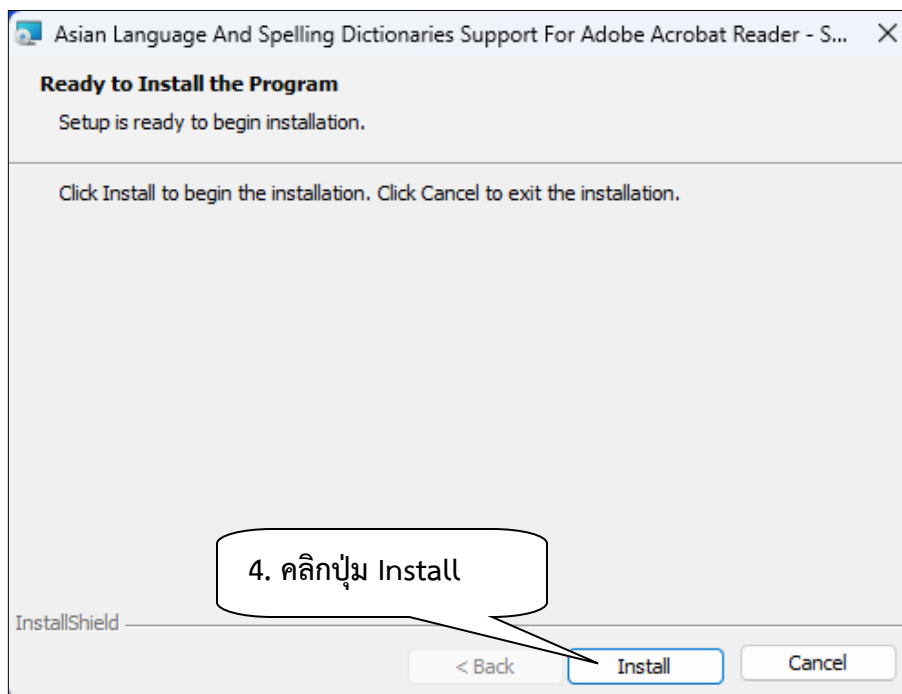 Asian Language And Spelling Dictionaries Support For Adobe Acrobat Reader - S...
Ready to Install the Program
Setup is ready to begin installation.
Click Install to begin the installation. Click Cancel to exit the installation.
4. คลิกปุ่ม Install
InstallShield
< Back Install Cancel